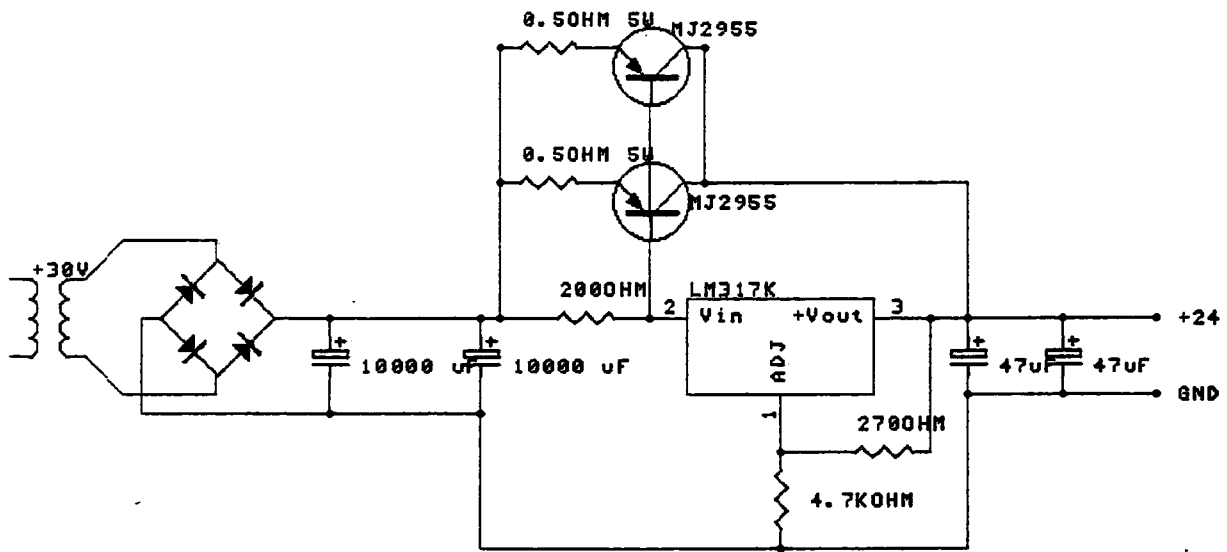 0.5OHM 5W
MJ2955
0.5OHM 5W
MJ2955
+30V
200OHM
LM317K
2
Vin
+Vout
3
+24
+
10000 uF
+
10000 uF
ADJ
+
47uF
+
47uF
GND
1
270OHM
4.7KOHM